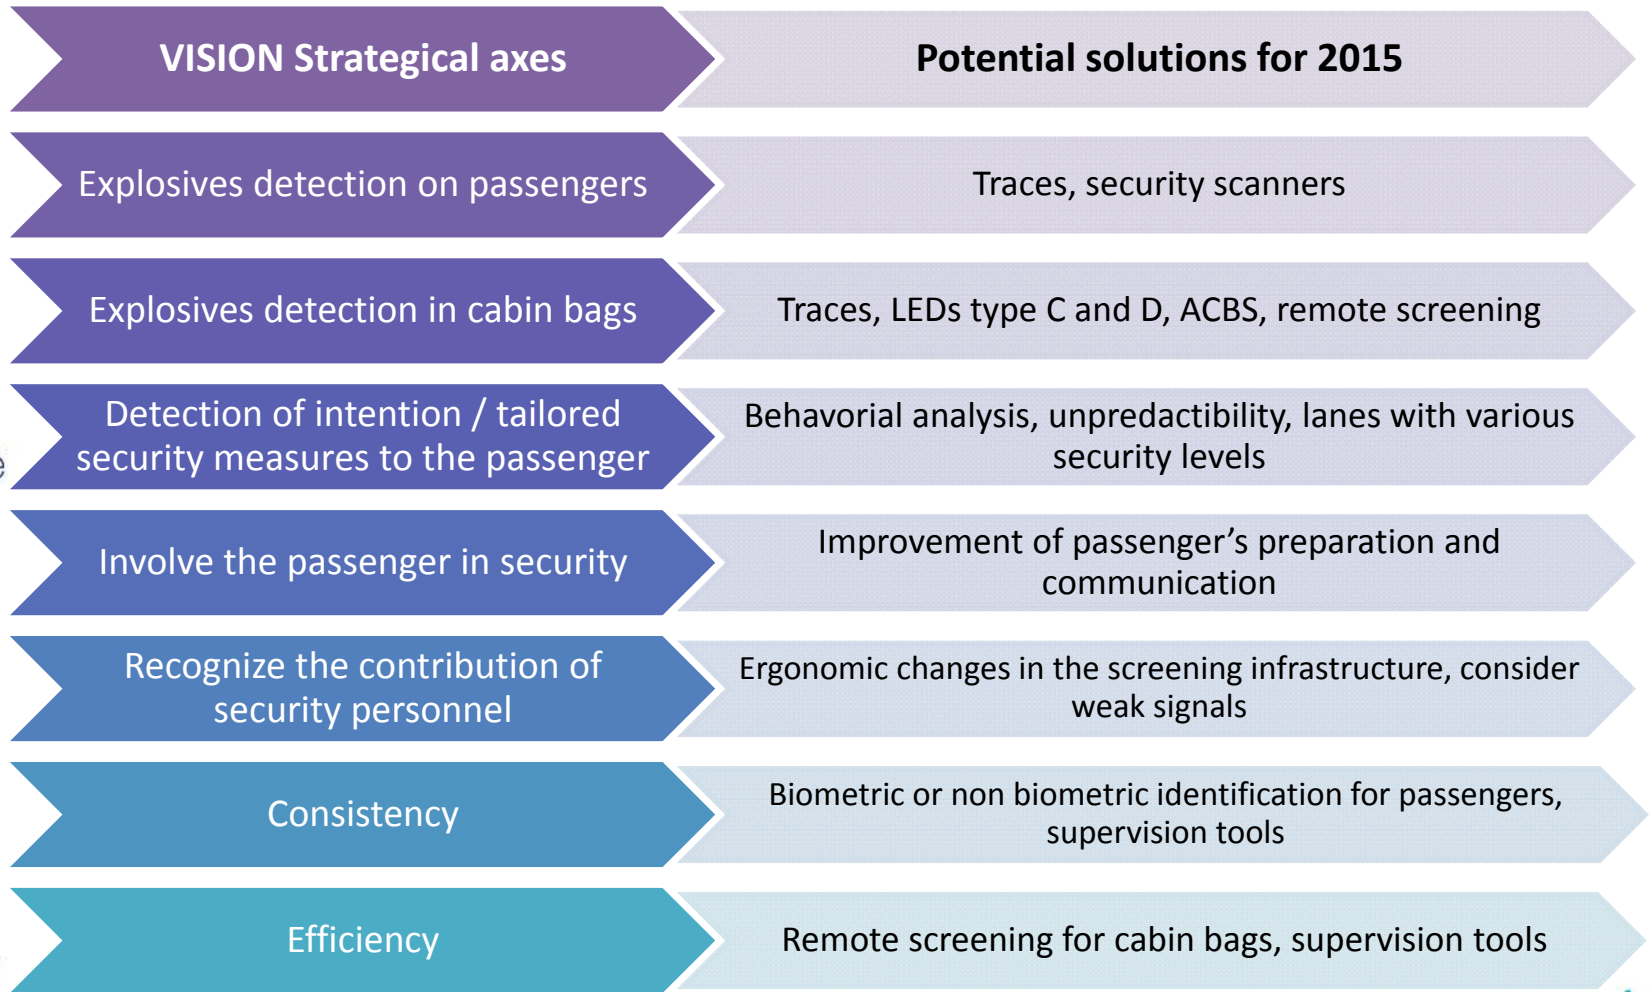 VISION Strategical axes
Potential solutions for 2015
Explosives detection on passengers
Traces, security scanners
Explosives detection in cabin bags
Traces, LEDs type C and D, ACBS, remote screening
Detection of intention / tailored
security measures to the passenger
Behavorial analysis, unpredactibility, lanes with various
security levels
Involve the passenger in security
Improvement of passenger’s preparation and
communication
Recognize the contribution of
security personnel
Ergonomic changes in the screening infrastructure, consider
weak signals
Consistency
Biometric or non biometric identification for passengers,
supervision tools
Efficiency
Remote screening for cabin bags, supervision tools